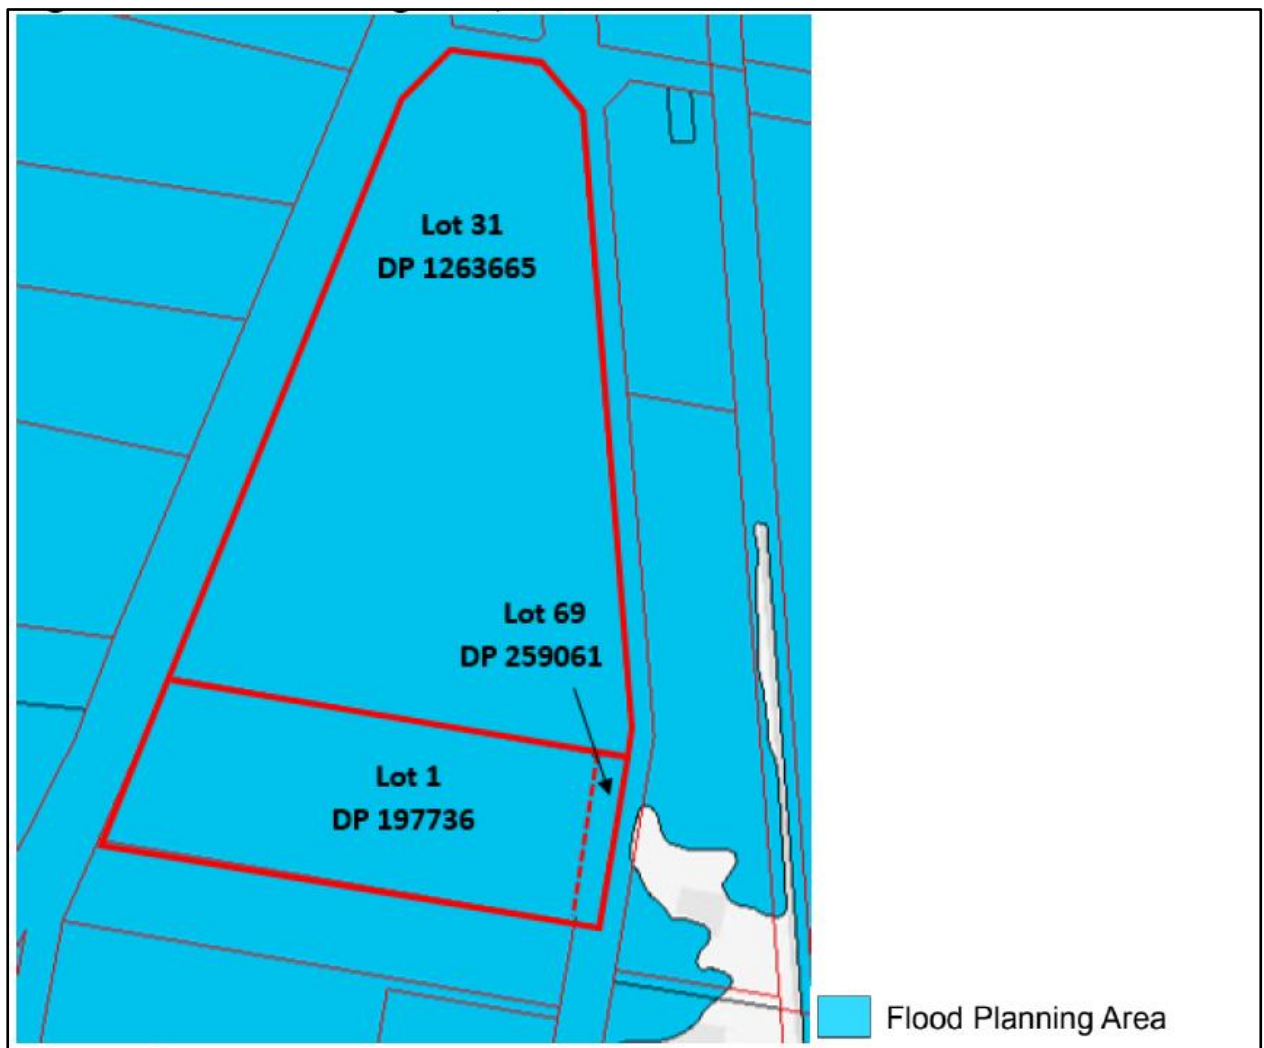 Lot 31
DP 1263665
Lot 69
DP 259061
Lot 1
DP 197736
Flood Planning Area